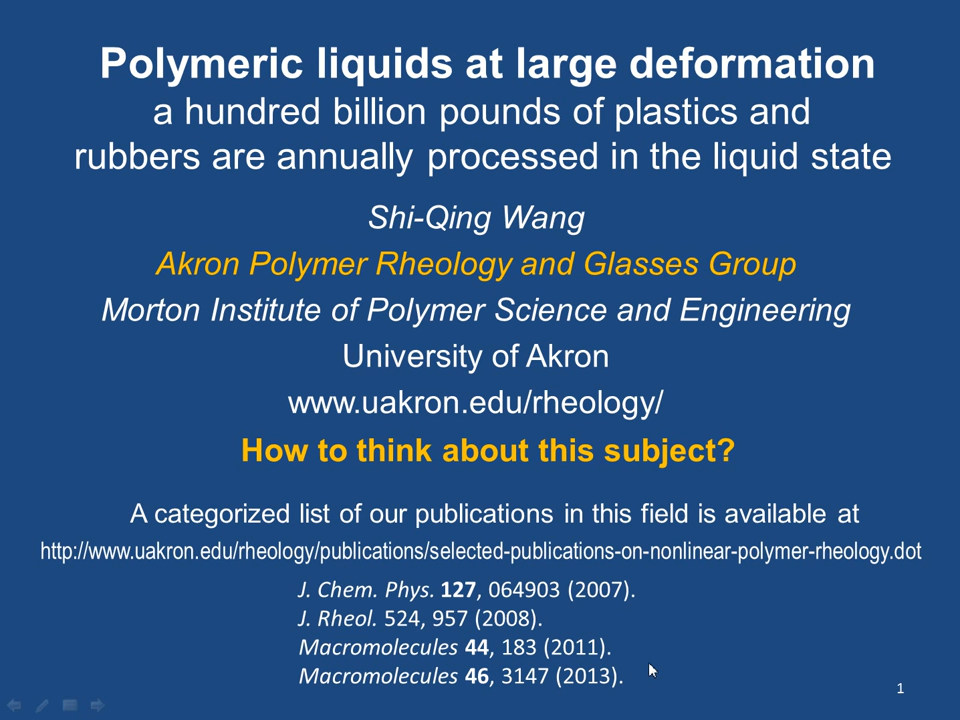 Polymeric liquids at large deformation
a hundred billion pounds of plastics and
rubbers are annually processed in the liquid state
Shi-Qing Wang
Akron Polymer Rheology and Glasses Group
Morton Institute of Polymer Science and Engineering
University of Akron
www.uakron.edu/rheology/
How to think about this subject?
A categorized list of our publications in this field is available at
http://www.uakron.edu/rheology/publications/selected-publications-on-nonlinear-polymer-rheology.dot
J. Chem. Phys. 127, 064903 (2007).
J. Rheol. 524, 957 (2008).
Macromolecules 44, 183 (2011).
Macromolecules 46, 3147 (2013).
1